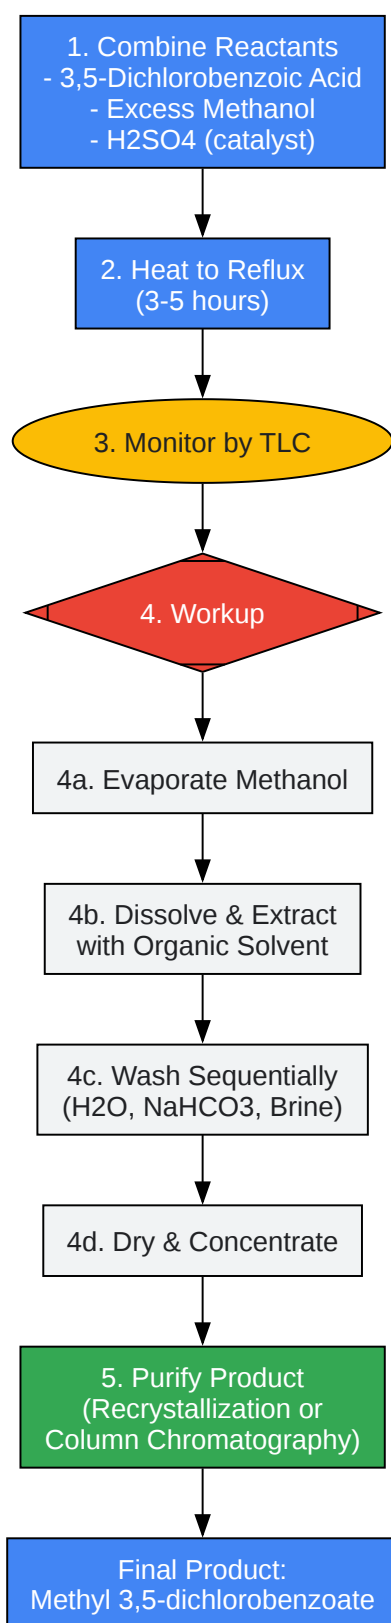 1. Combine Reactants
- 3,5-Dichlorobenzoic Acid
- Excess Methanol
- H2SO4 (catalyst)
2. Heat to Reflux
(3-5 hours)
3. Monitor by TLC
4. Workup
4a. Evaporate Methanol
4b. Dissolve & Extract
with Organic Solvent
4c. Wash Sequentially
(H2O, NaHCO3, Brine)
4d. Dry & Concentrate
5. Purify Product
(Recrystallization or
Column Chromatography)
Final Product:
Methyl 3,5-dichlorobenzoate